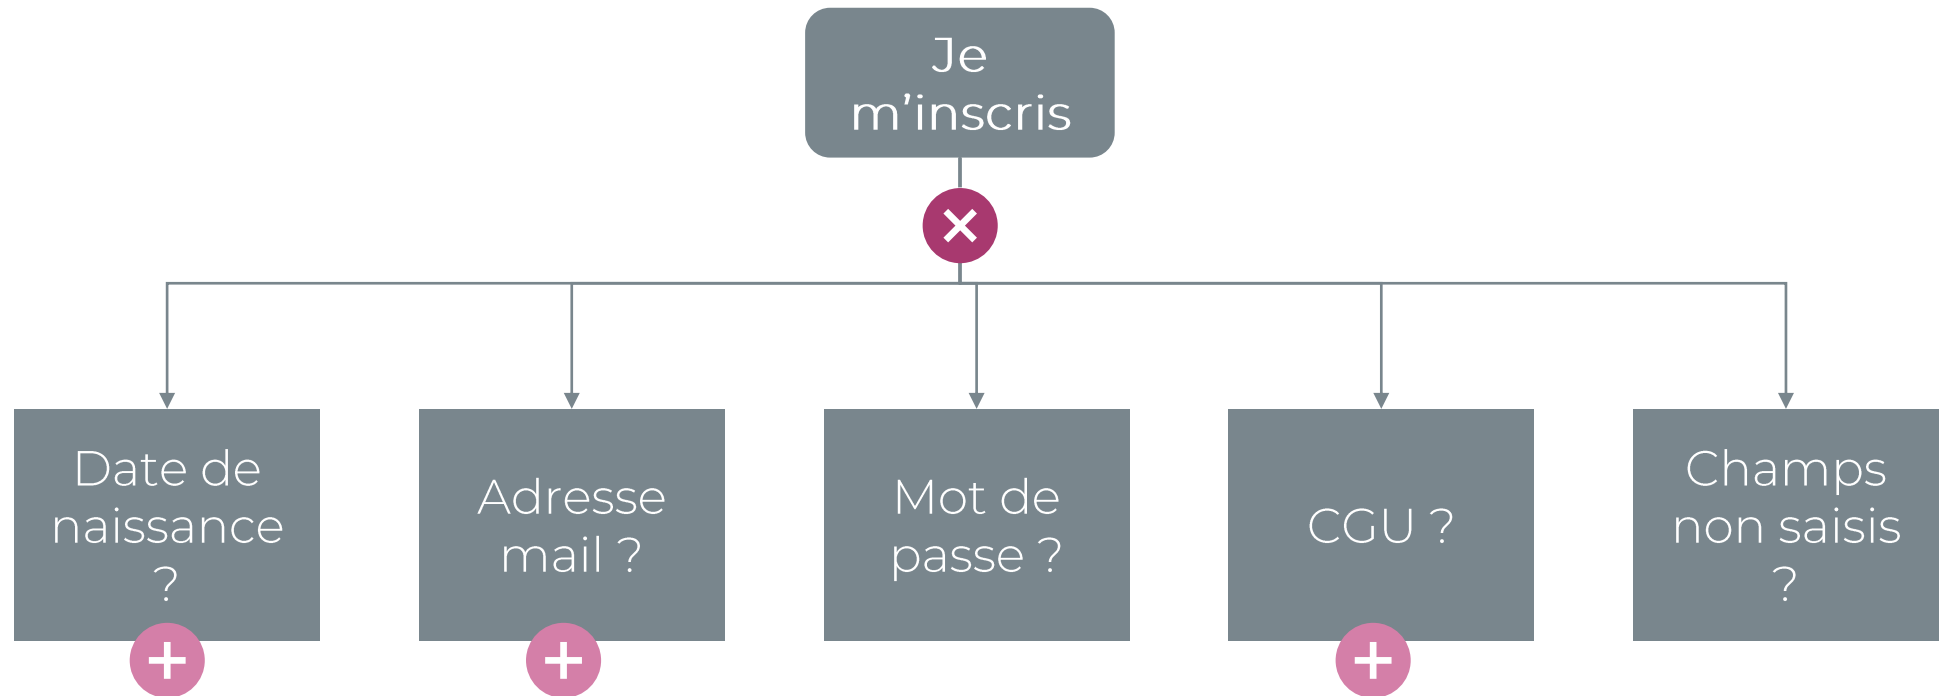 Je
m’inscris
Date de
naissance
?
Adresse
mail ?
Mot de
passe ?
CGU ?
Champs
non saisis
?